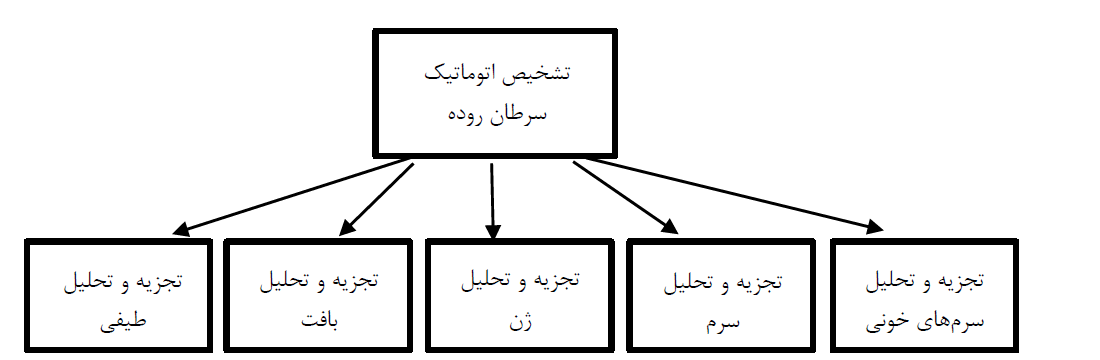 تشخیص اتوماتیک
سرطان روده
تجزیه و تحلیل
سرم‌های خونی
تجزیه و تحلیل
سرم
تجزیه و تحلیل
ژن
تجزیه و تحلیل
بافت
تجزیه و تحلیل
طیفی